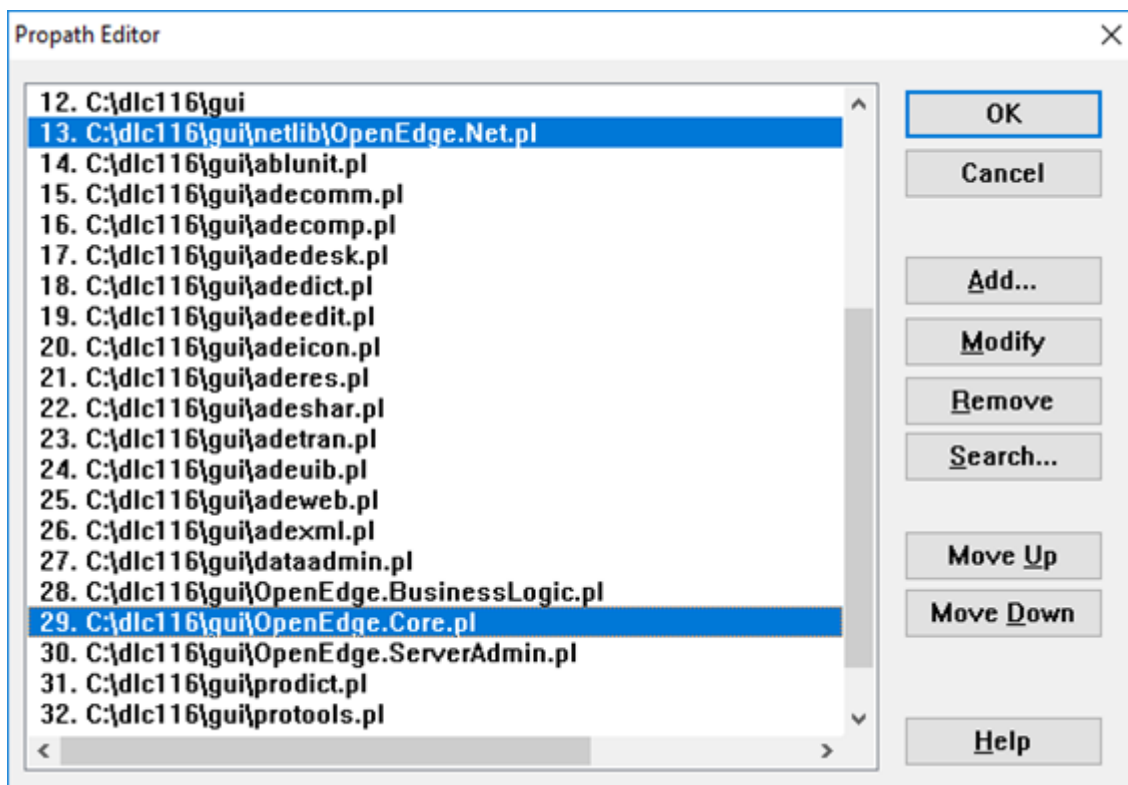 Propath Editor
12. C:\dlc116\gui
13. C:\dlc116\gui\netlib\OpenEdge.Net.pl
14. C:\dlc116\gui\ablunit.pl
15. C:\dlc116\gui\adecomm.pl
16. C:\dlc116\gui\adecomp.pl
17. C:\dlc116\gui\adedesk.pl
18. C:\dlc116\gui\adedict.pl
19. C:\dlc116\gui\adeedit.pl
20. C:\dlc116\gui\adeicon.pl
21. C:\dlc116\gui\aderes.pl
22. C:\dlc116\gui\adeshar.pl
23. C:\dlc116\gui\adetran.pl
24. C:\dlc116\gui\adeuib.pl
25. C:\dlc116\gui\adeweb.pl
26. C:\dlc116\gui\adexml.pl
27. C:\dlc116\gui\dataadmin.pl
28. C:\dlc116\gui\OpenEdge.BusinessLogic.pl
29. C:\dlc116\gui\OpenEdge.Core.pl
30. C:\dlc116\gui\OpenEdge.ServerAdmin.pl
31. C:\dlc116\gui\prodict.pl
32. C:\dlc116\gui\protools.pl
OK
Cancel
Add...
Modify
Remove
Search...
Move Up
Move Down
Help